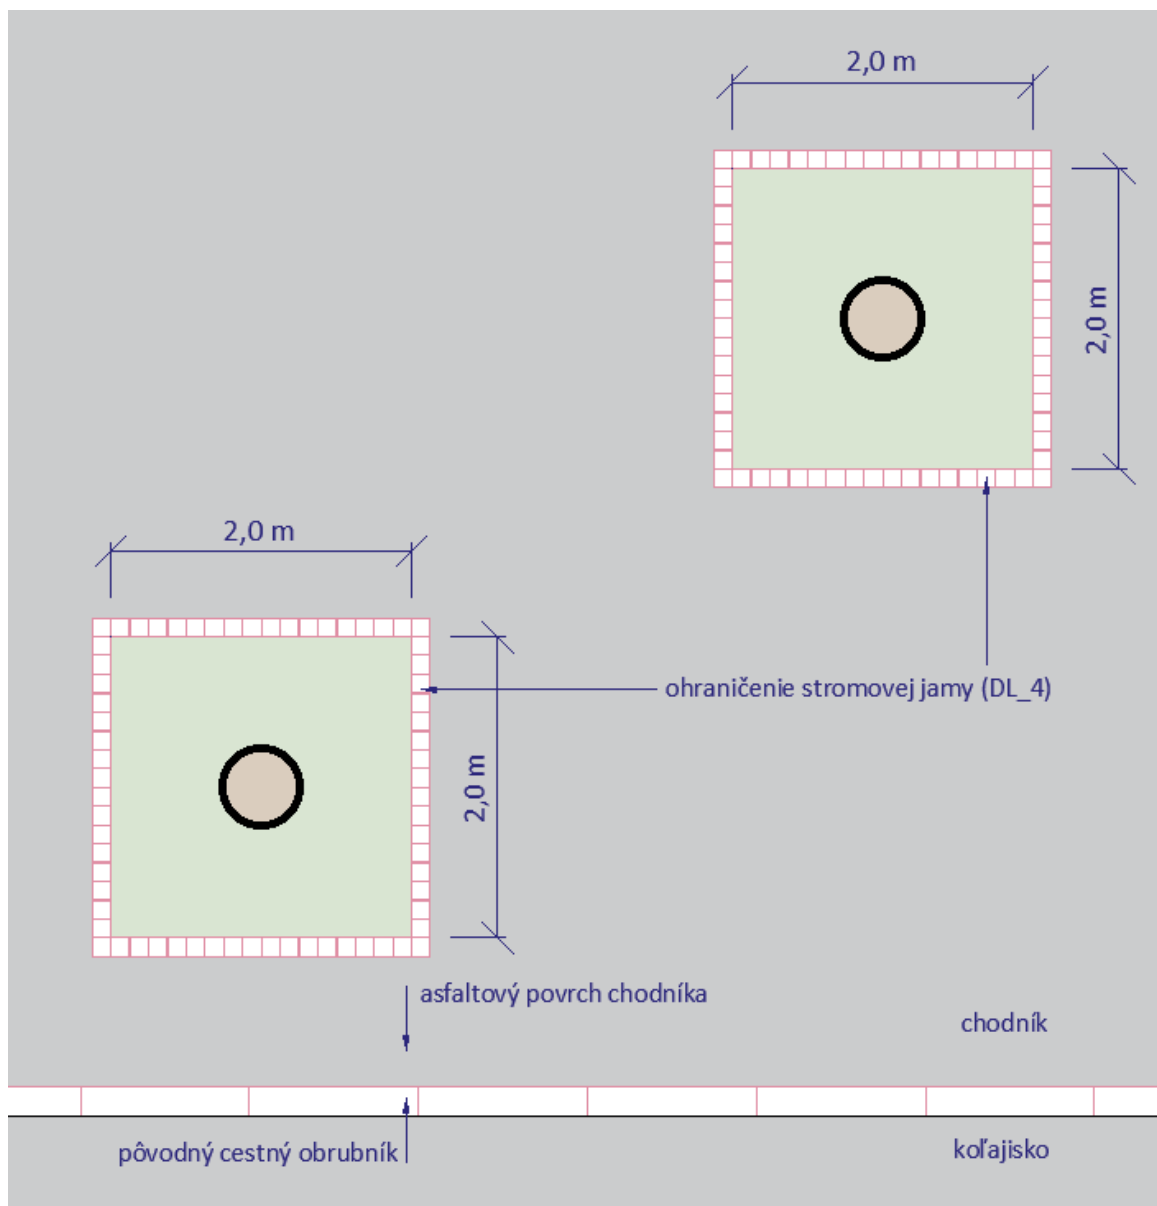 2,0 m
2,0 m
2,0 m
ohraničenie stromovej jamy (DL_4)
2,0 m
asfaltový povrch chodníka
chodník
pôvodný cestný obrubník
koľajisko